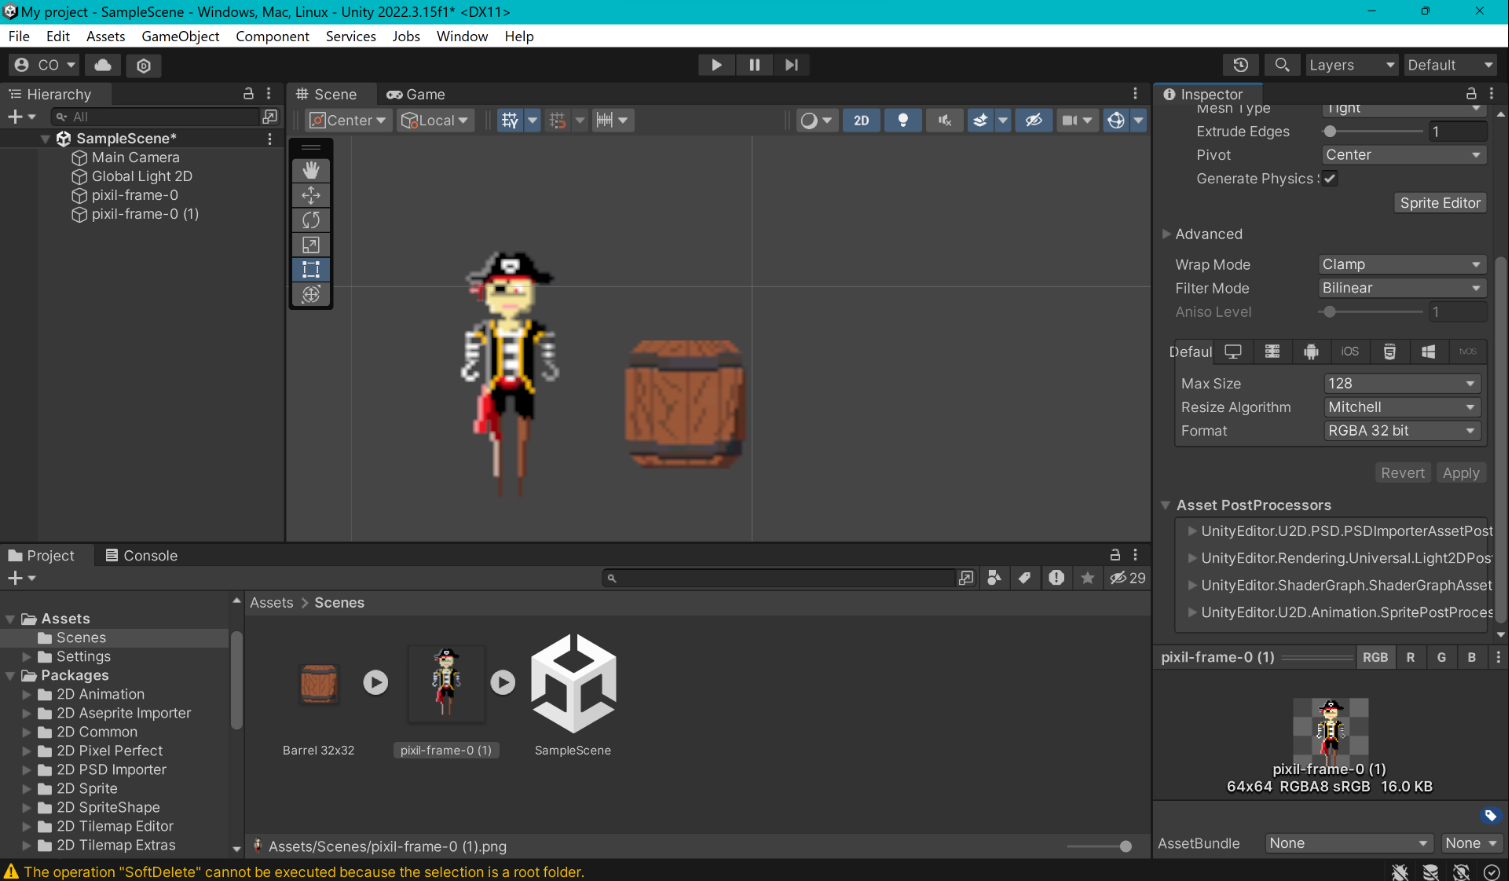 My project - SampleScene - Windows, Mac, Linux - Unity 2022.3.15f1* <DX11>
File Edit Assets GameObject Component Services Jobs Window Help
CO
Layers
Default
Hierarchy
All
SampleScene*
Main Camera
Global Light 2D
pixil-frame-0
pixil-frame-0 (1)
Scene
Game
Center
Local
2D
Inspector
Mesh Type Tight
Extrude Edges 1
Pivot Center
Generate Physics S
Sprite Editor
Advanced
Wrap Mode Clamp
Filter Mode Bilinear
Aniso Level 1
Defaul
iOS
tvOS
Max Size 128
Resize Algorithm Mitchell
Format RGBA 32 bit
Revert Apply
Asset PostProcessors
UnityEditor.U2D.PSD.PSDImporterAssetPost
UnityEditor.Rendering.Universal.Light2DPos
UnityEditor.ShaderGraph.ShaderGraphAsset
UnityEditor.U2D.Animation.SpritePostProces
pixil-frame-0 (1)
RGB R G B
pixil-frame-0 (1)
64x64 RGBA8 sRGB 16.0 KB
AssetBundle None None
Project
Console
29
Assets
Scenes
Settings
Packages
2D Animation
2D Aseprite Importer
2D Common
2D Pixel Perfect
2D PSD Importer
2D Sprite
2D SpriteShape
2D Tilemap Editor
2D Tilemap Extras
Assets > Scenes
Barrel 32x32
pixil-frame-0 (1)
SampleScene
Assets/Scenes/pixil-frame-0 (1).png
The operation "SoftDelete" cannot be executed because the selection is a root folder.